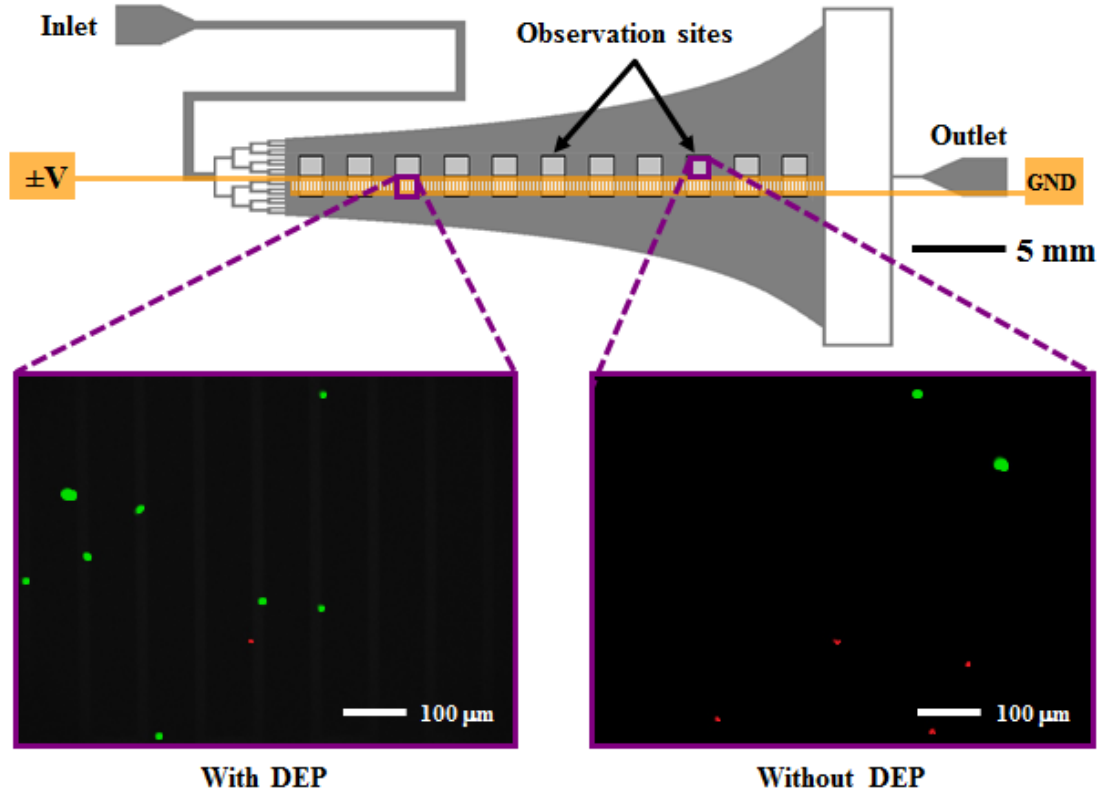 Inlet
Observation sites
Outlet
±V
GND
5 mm
100 μm
100 μm
With DEP
Without DEP